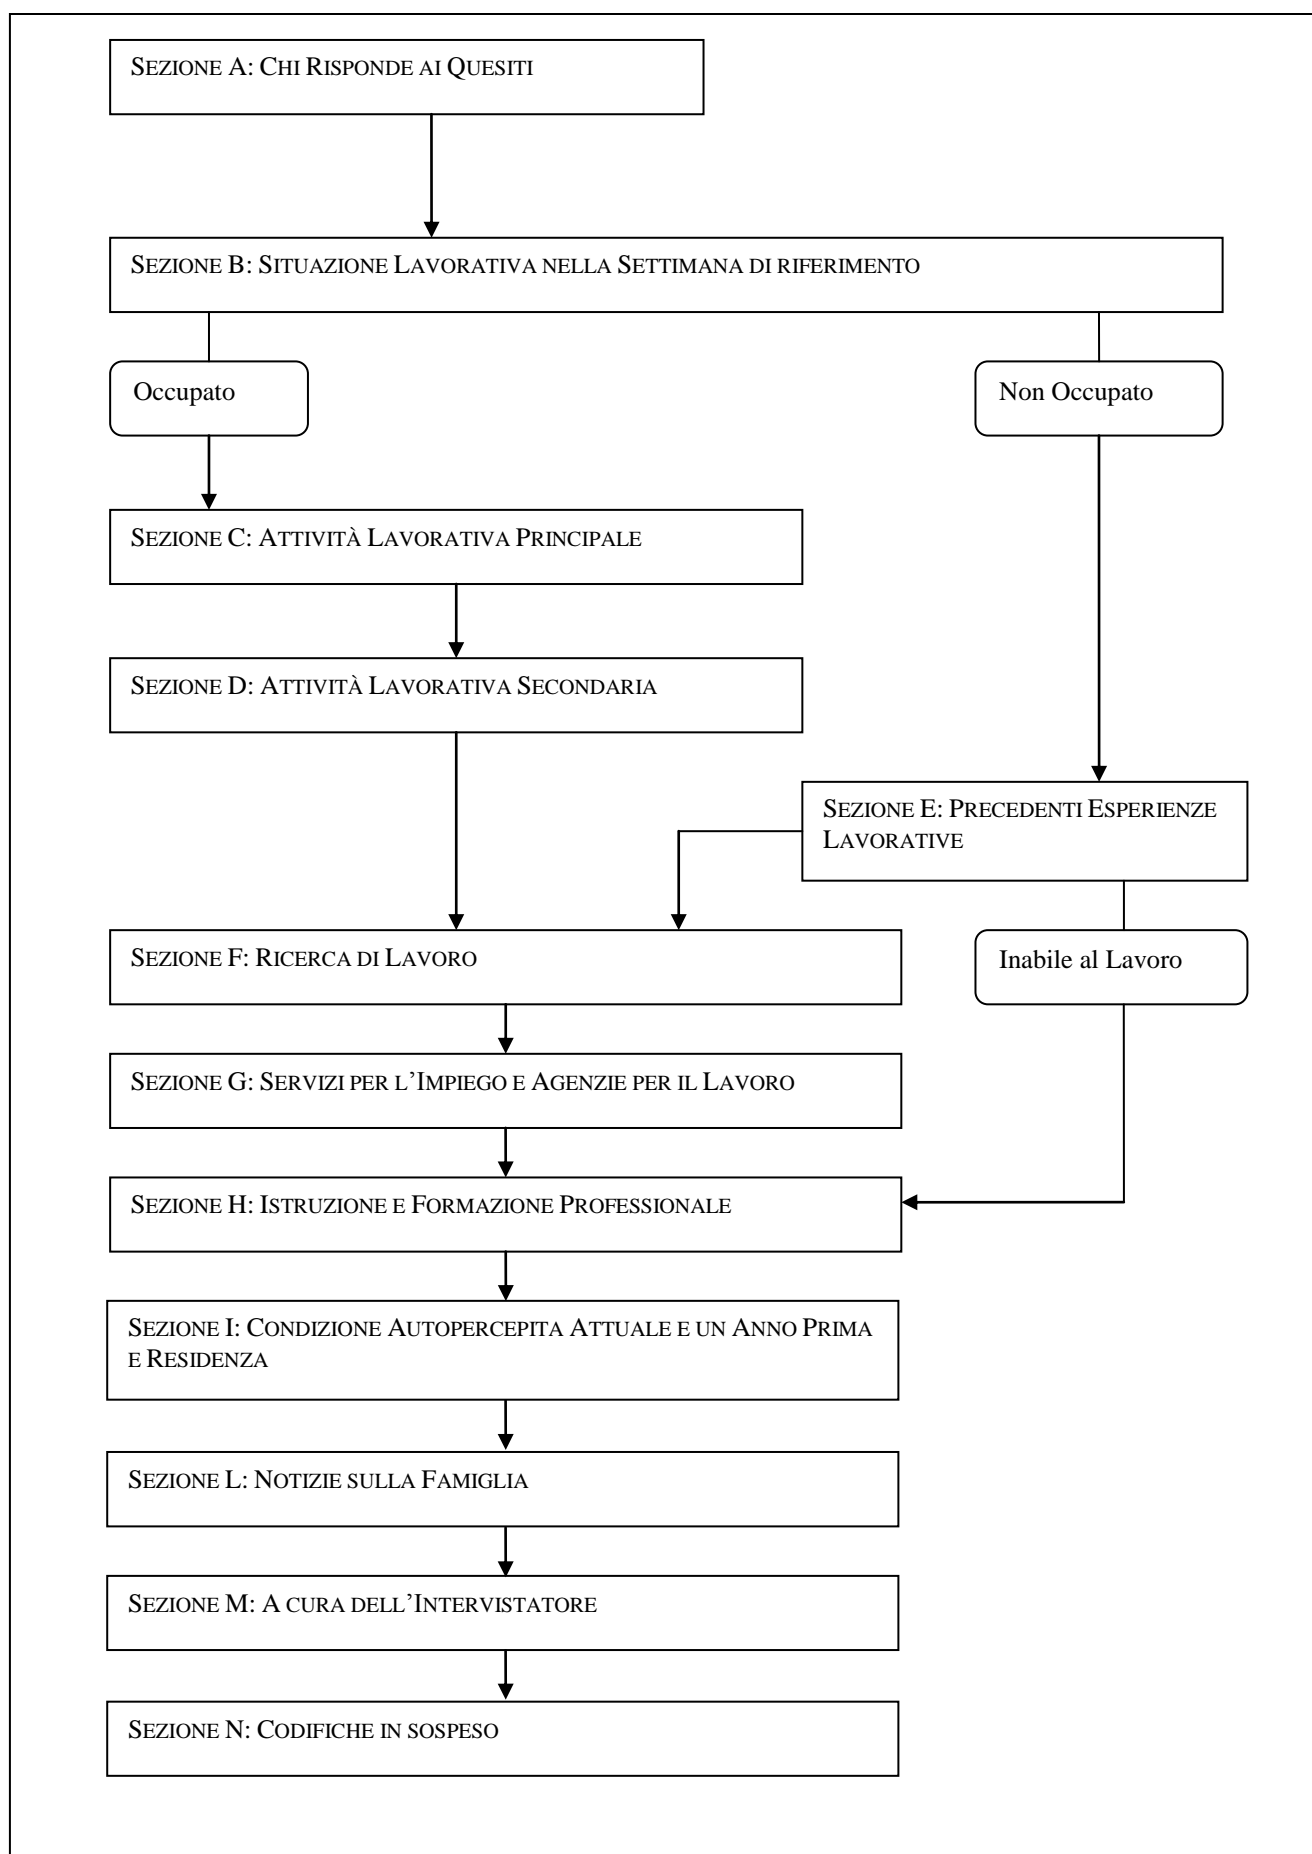 SEZIONE A: CHI RISPONDE AI QUESITI
SEZIONE B: SITUAZIONE LAVORATIVA NELLA SETTIMANA DI RIFERIMENTO
Occupato
Non Occupato
SEZIONE C: ATTIVITÀ LAVORATIVA PRINCIPALE
SEZIONE D: ATTIVITÀ LAVORATIVA SECONDARIA
SEZIONE E: PRECEDENTI ESPERIENZE
LAVORATIVE
SEZIONE F: RICERCA DI LAVORO
Inabile al Lavoro
SEZIONE G: SERVIZI PER L'IMPIEGO E AGENZIE PER IL LAVORO
SEZIONE H: ISTRUZIONE E FORMAZIONE PROFESSIONALE
SEZIONE I: CONDIZIONE AUTOPERCEPITA ATTUALE E UN ANNO PRIMA
E RESIDENZA
SEZIONE L: NOTIZIE SULLA FAMIGLIA
SEZIONE M: A CURA DELL'INTERVISTATORE
SEZIONE N: CODIFICHE IN SOSPESO